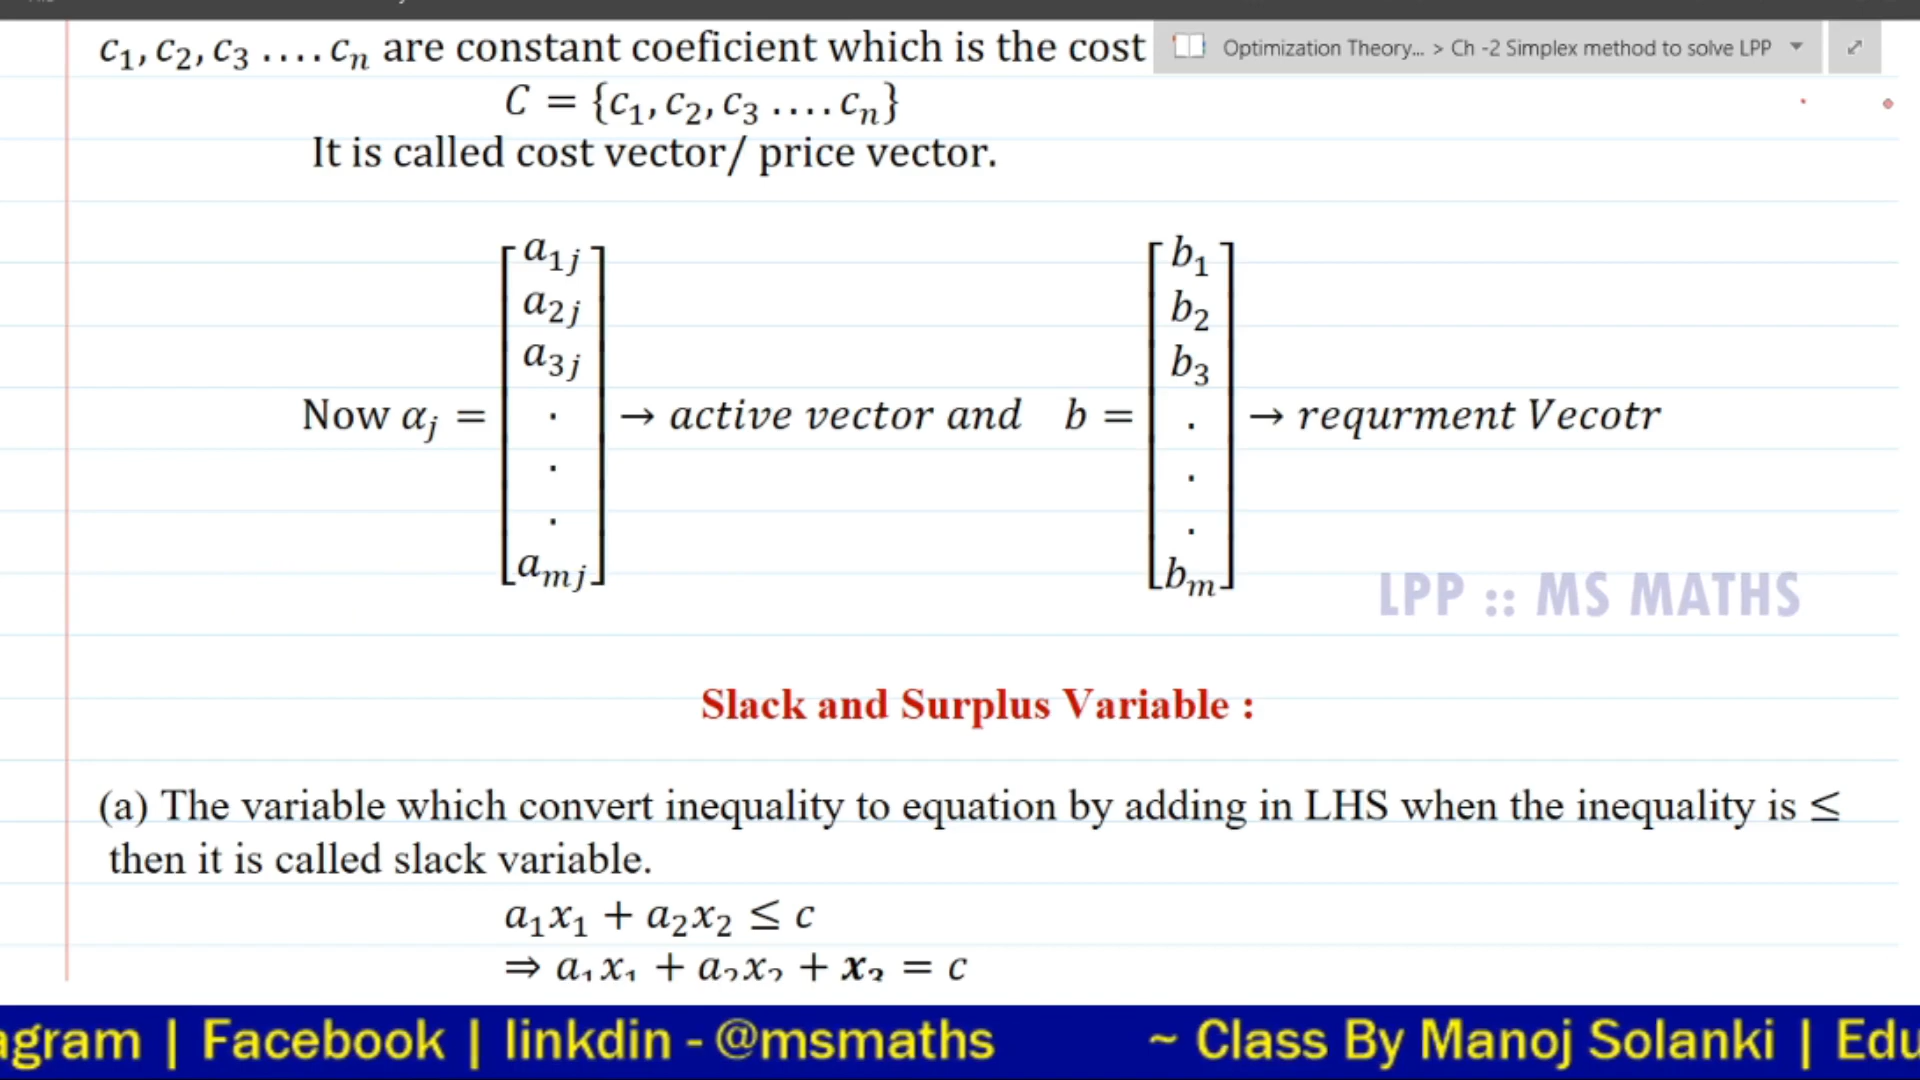 c₁, c₂, c₃ .... cₙ are constant coeficient which is the cost
Optimization Theory... > Ch -2 Simplex method to solve LPP
C = {c₁, c₂, c₃ .... cₙ}
It is called cost vector/ price vector.
Now αⱼ = [a₁ⱼ a₂ⱼ a₃ⱼ . . . aₘⱼ] → active vector and b = [b₁ b₂ b₃ . . . bₘ] → requrment Vecotr
LPP :: MS MATHS
Slack and Surplus Variable :
(a) The variable which convert inequality to equation by adding in LHS when the inequality is ≤
then it is called slack variable.
a₁x₁ + a₂x₂ ≤ c
⇒ a₁x₁ + a₂x₂ + x₃ = c
agram | Facebook | linkdin - @msmaths ~ Class By Manoj Solanki | Edu